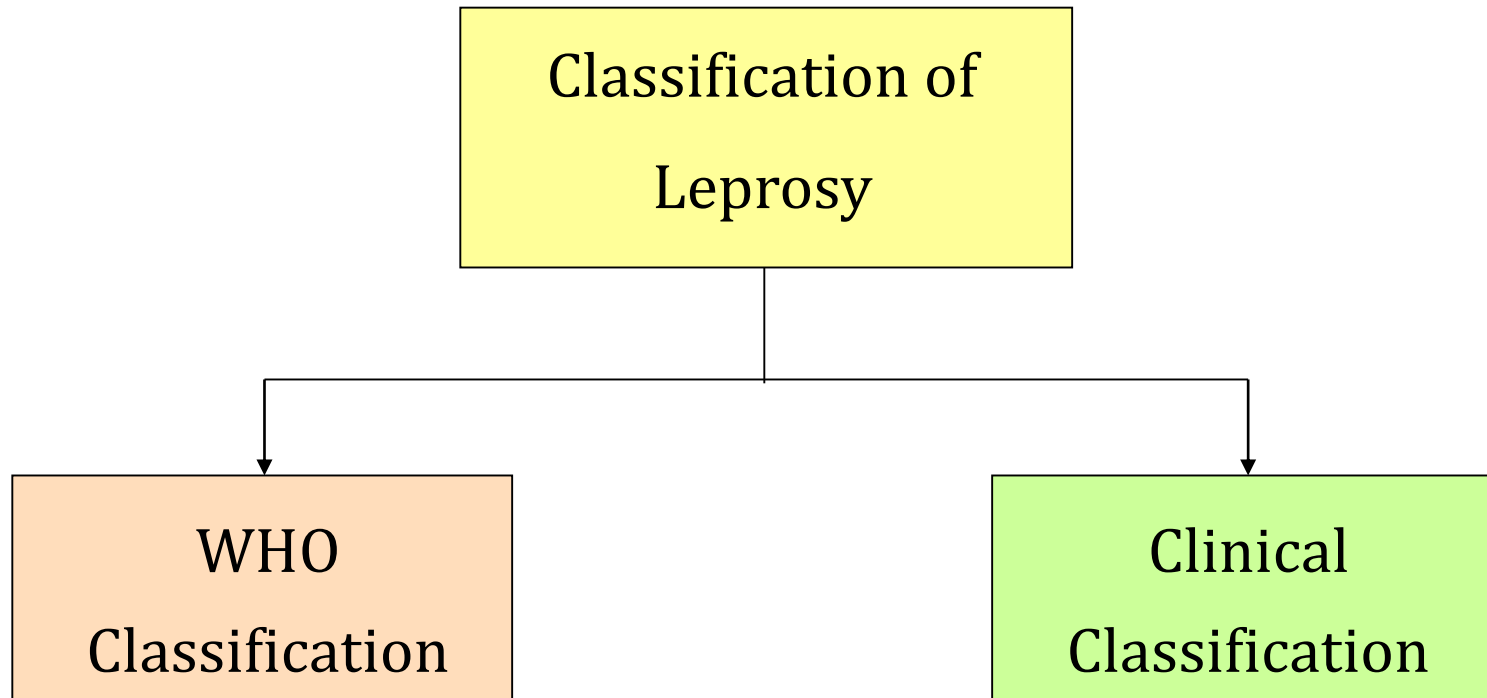 Classification of
Leprosy
WHO
Classification
Clinical
Classification